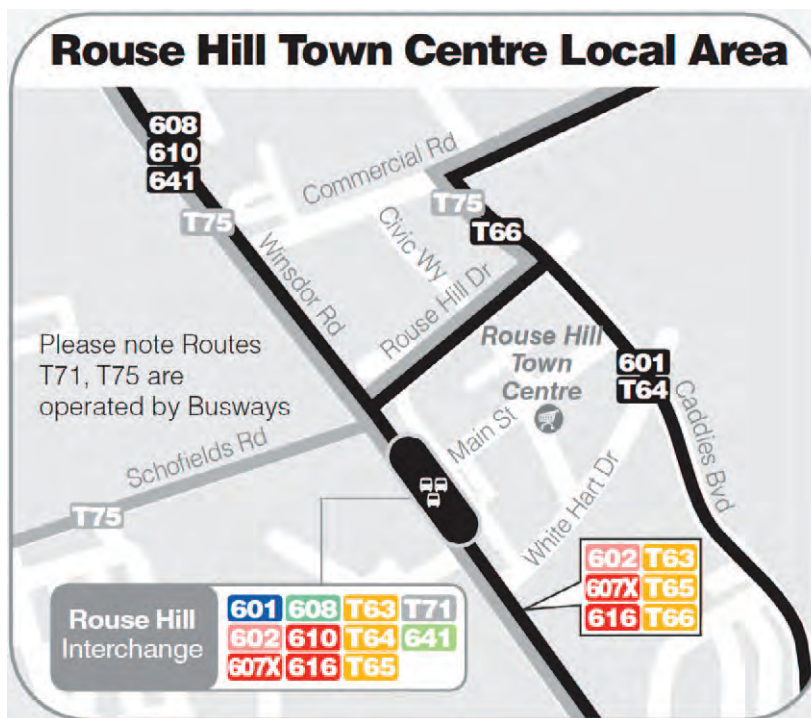 Rouse Hill Town Centre Local Area
608
610
641
T75
Commercial Rd
T75
T66
Civic Wy
Winsdor Rd
Rouse Hill Dr
Please note Routes
T71, T75 are
operated by Busways
Rouse Hill
Town
Centre
601
T64
Caddies Bvd
Main St
Schofields Rd
T75
White Hart Dr
602 T63
607X T65
616 T66
Rouse Hill
Interchange
601 608 T63 T71
602 610 T64 641
607X 616 T65